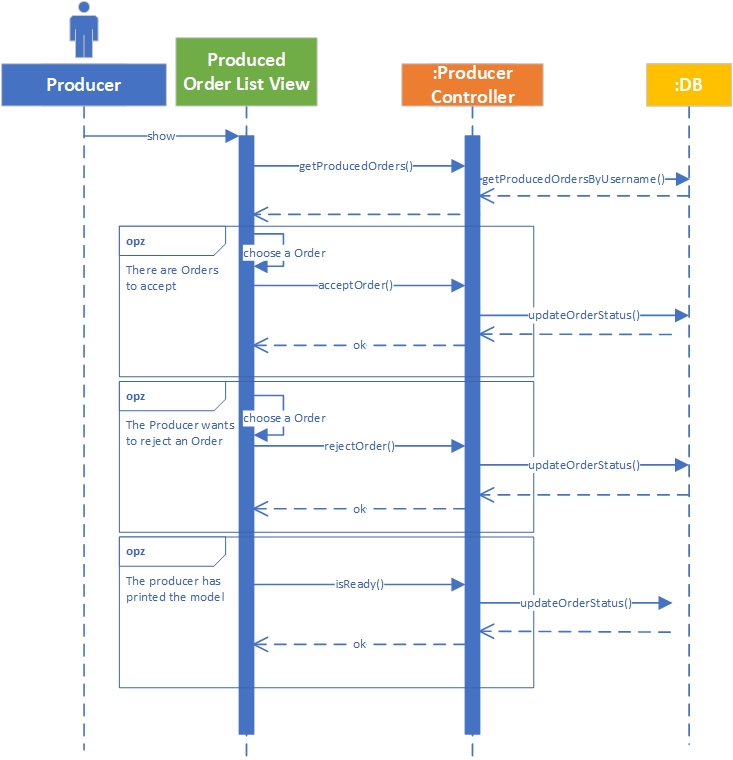 Producer
Produced
Order List View
:Producer
Controller
:DB
show
getProducedOrders()
getProducedOrdersByUsername()
opz
choose a Order
There are Orders
to accept
acceptOrder()
updateOrderStatus()
ok
opz
choose a Order
The Producer wants
to reject an Order
rejectOrder()
updateOrderStatus()
ok
opz
The producer has
printed the model
isReady()
updateOrderStatus()
ok